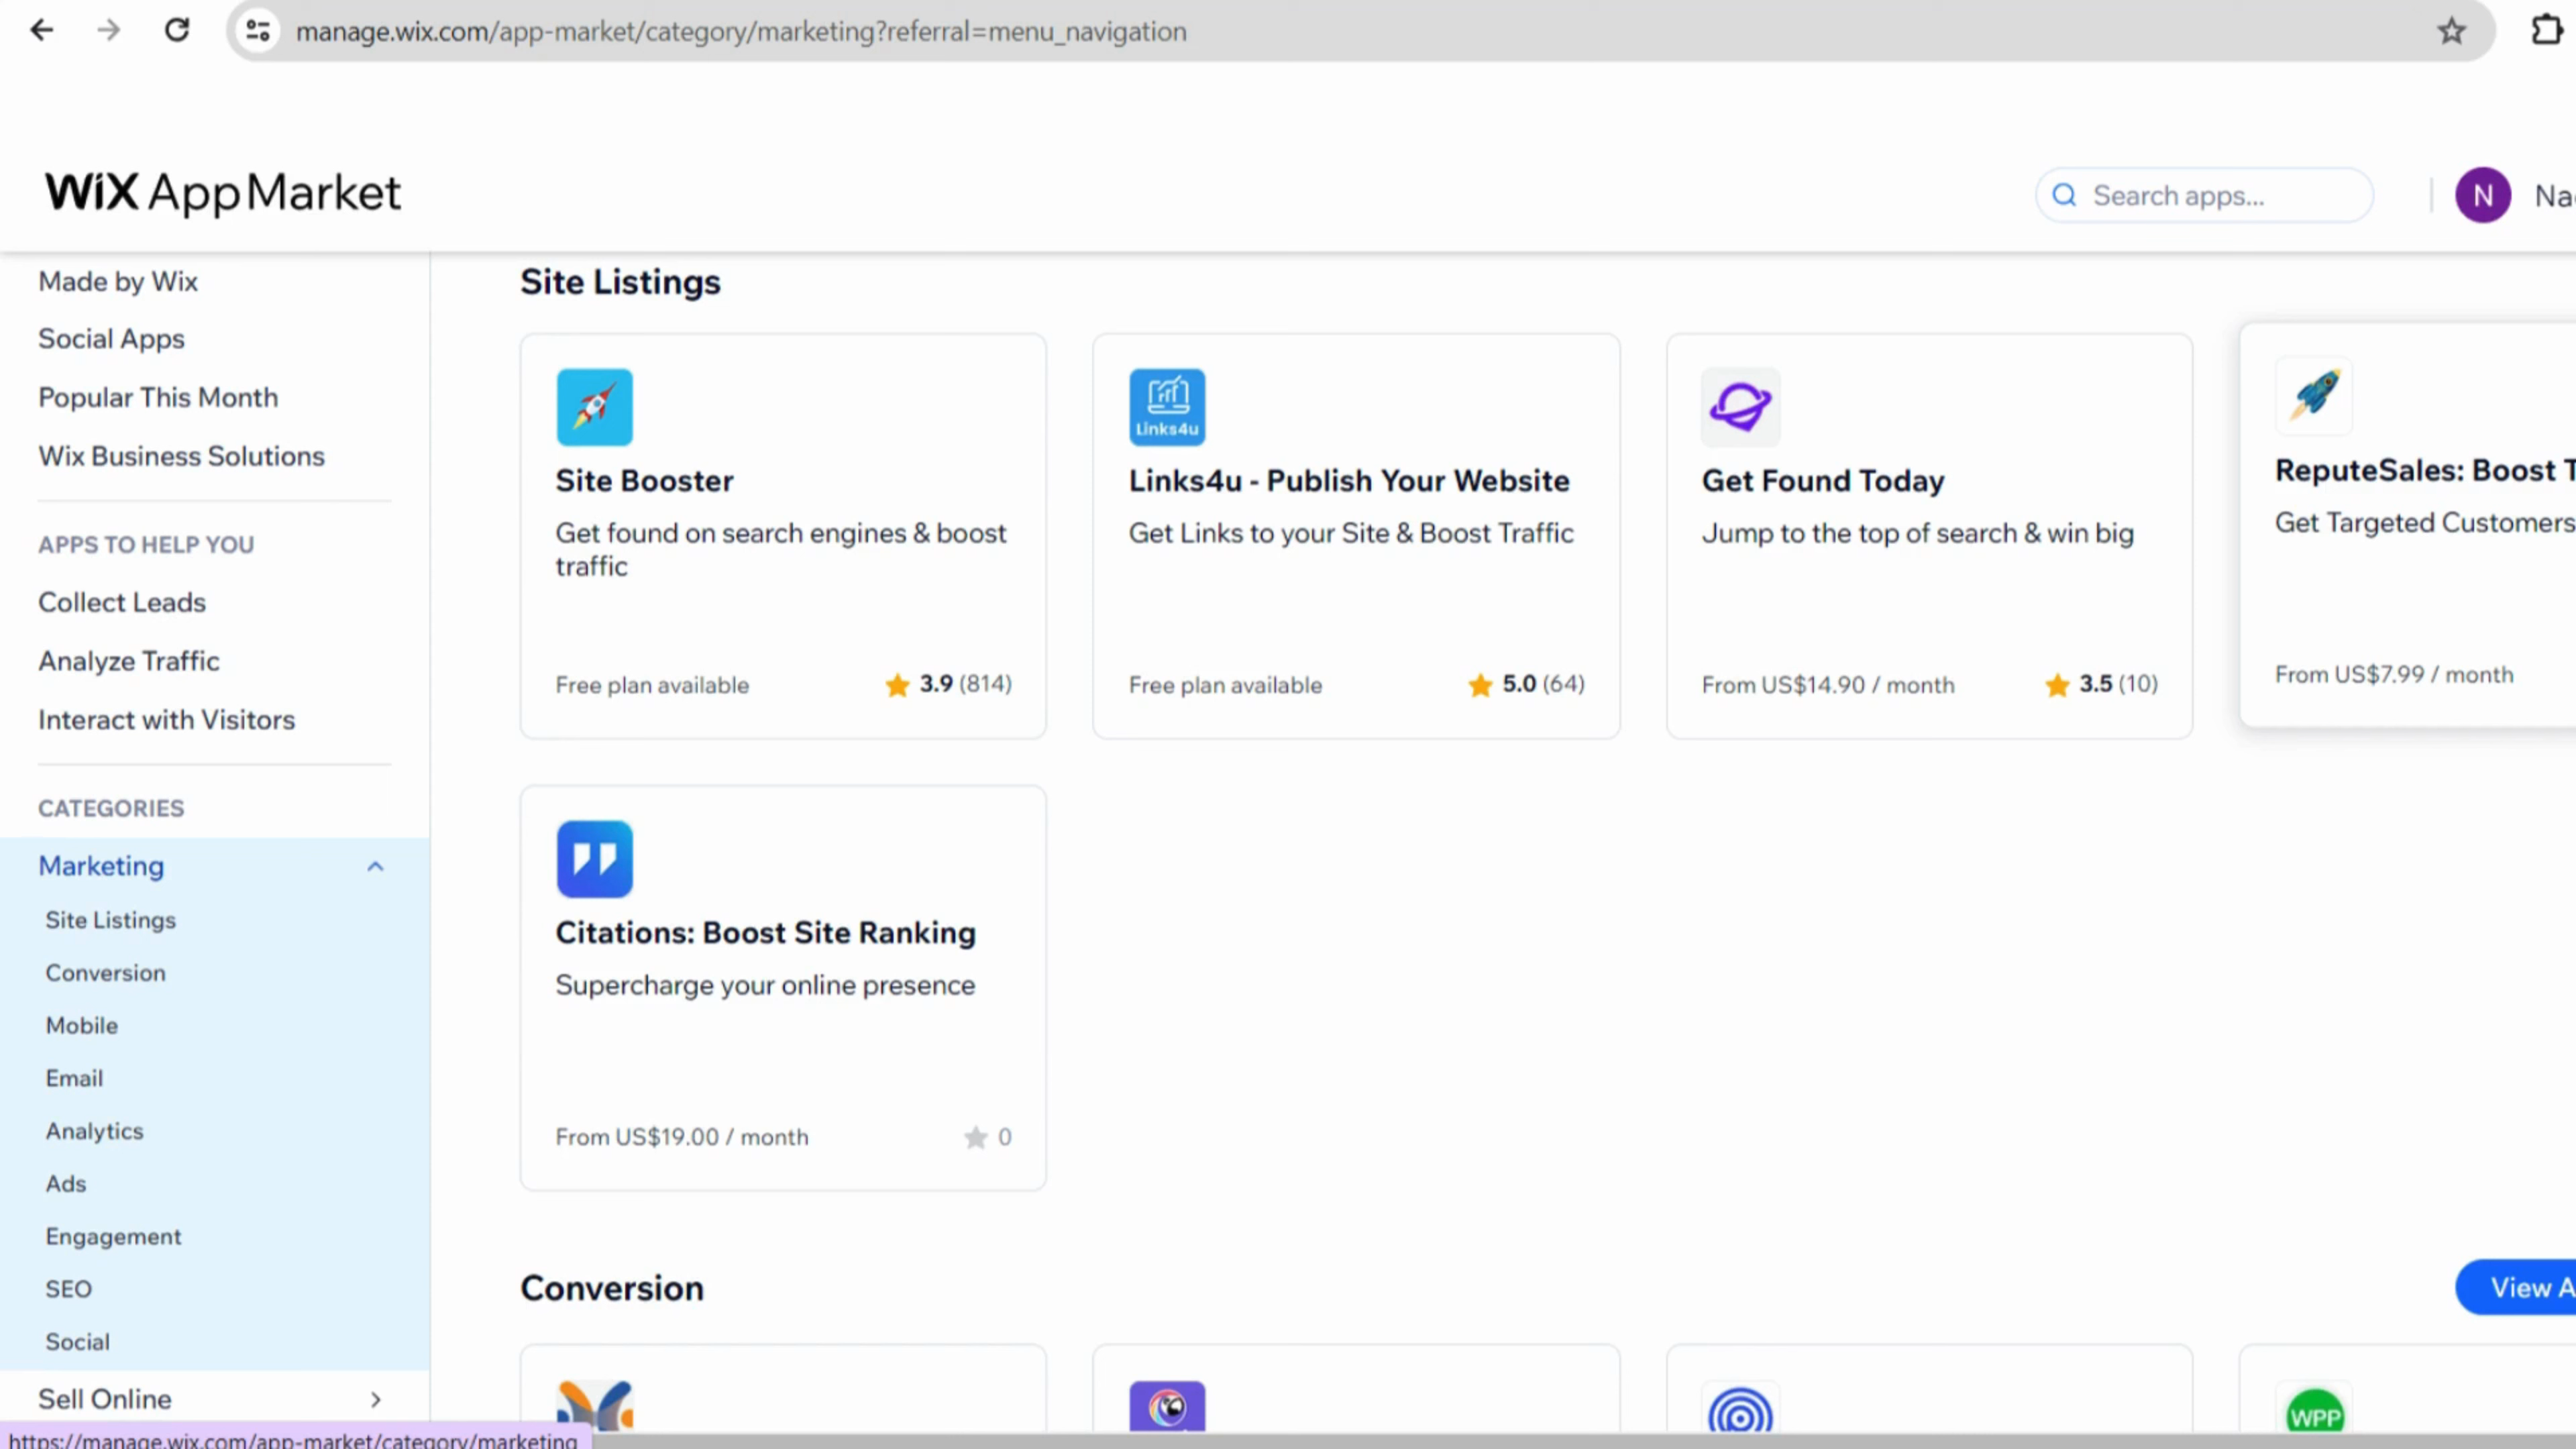 manage.wix.com/app-market/category/marketing?referral=menu_navigation
WiX App Market
Search apps...
N
Made by Wix
Social Apps
Popular This Month
Wix Business Solutions
APPS TO HELP YOU
Collect Leads
Analyze Traffic
Interact with Visitors
CATEGORIES
Marketing
Site Listings
Conversion
Mobile
Email
Analytics
Ads
Engagement
SEO
Social
Sell Online
https://manage.wix.com/app-market/category/marketing
Site Listings
Site Booster
Get found on search engines & boost
traffic
Free plan available
3.9 (814)
Links4u
Links4u - Publish Your Website
Get Links to your Site & Boost Traffic
Free plan available
5.0 (64)
Get Found Today
Jump to the top of search & win big
From US$14.90 / month
3.5 (10)
ReputeSales: Boost
Get Targeted Customers
From US$7.99 / month
Citations: Boost Site Ranking
Supercharge your online presence
From US$19.00 / month
0
Conversion
View
WPP